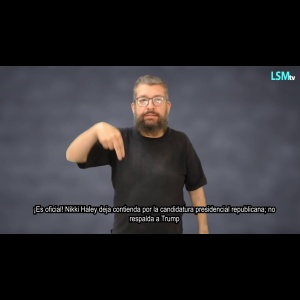 LSMtv
¡Es oficial! Nikki Haley deja contienda por la candidatura presidencial republicana; no
respalda a Trump